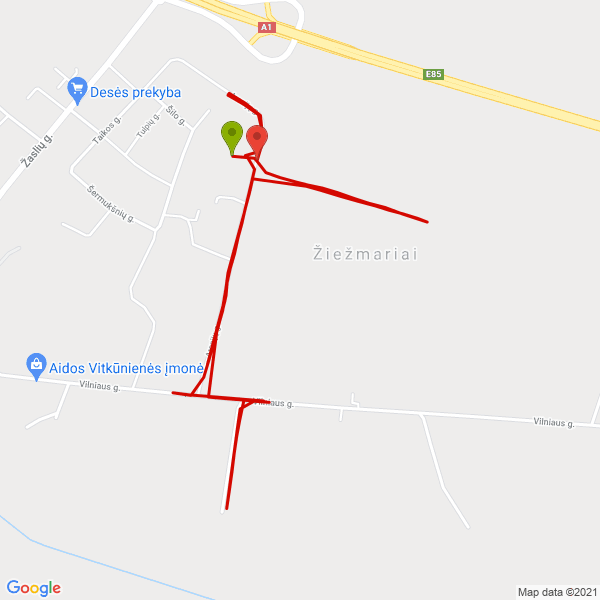 A1
E85
Desės prekyba
Šilo g.
Taikos g.
Tulpių g.
Žaslių g.
Šermukšnių g.
Žiežmariai
Aidos Vitkūnienės įmonė
Vilniaus g.
Vilniaus g.
Vilniaus g.
Google
Map data ©2021